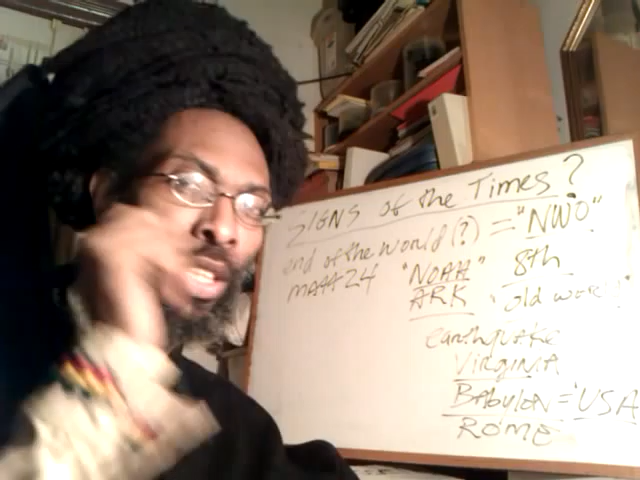 SIGNS of the Times?
end of the World (?) = "NWO"
MATT 24 "NOAH" 8th
ARK "old world"
earthquake
VIRGINIA
BABYLON = USA
ROME